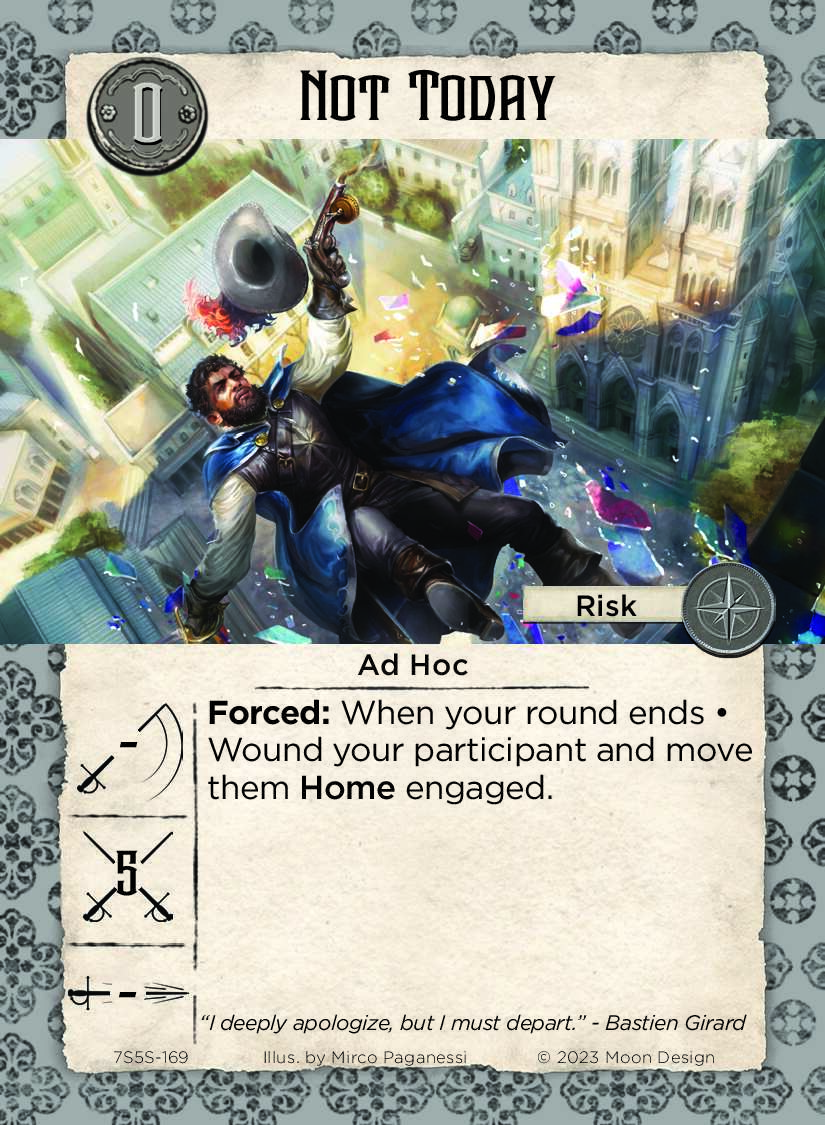 0
Not Today
Risk
Ad Hoc
Forced: When your round ends •
Wound your participant and move
them Home engaged.
-
5
-
“I deeply apologize, but I must depart.” - Bastien Girard
7S5S-169 Illus. by Mirco Paganessi © 2023 Moon Design